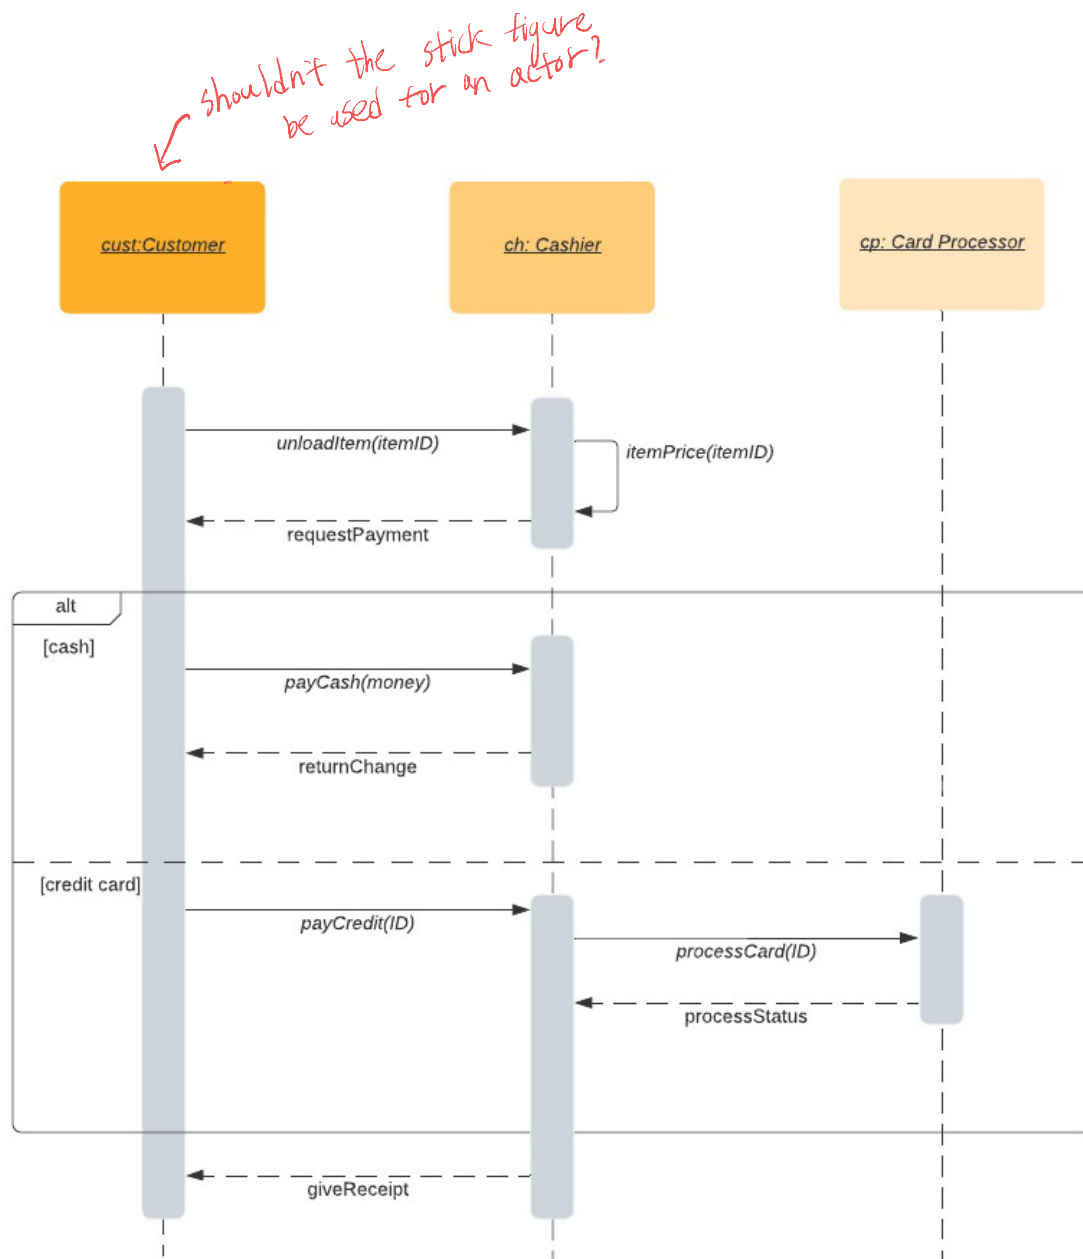 shouldn't the stick figure
be used for an actor?
cust:Customer
ch: Cashier
cp: Card Processor
unloadItem(itemID)
itemPrice(itemID)
requestPayment
alt
[cash]
payCash(money)
returnChange
[credit card]
payCredit(ID)
processCard(ID)
processStatus
giveReceipt